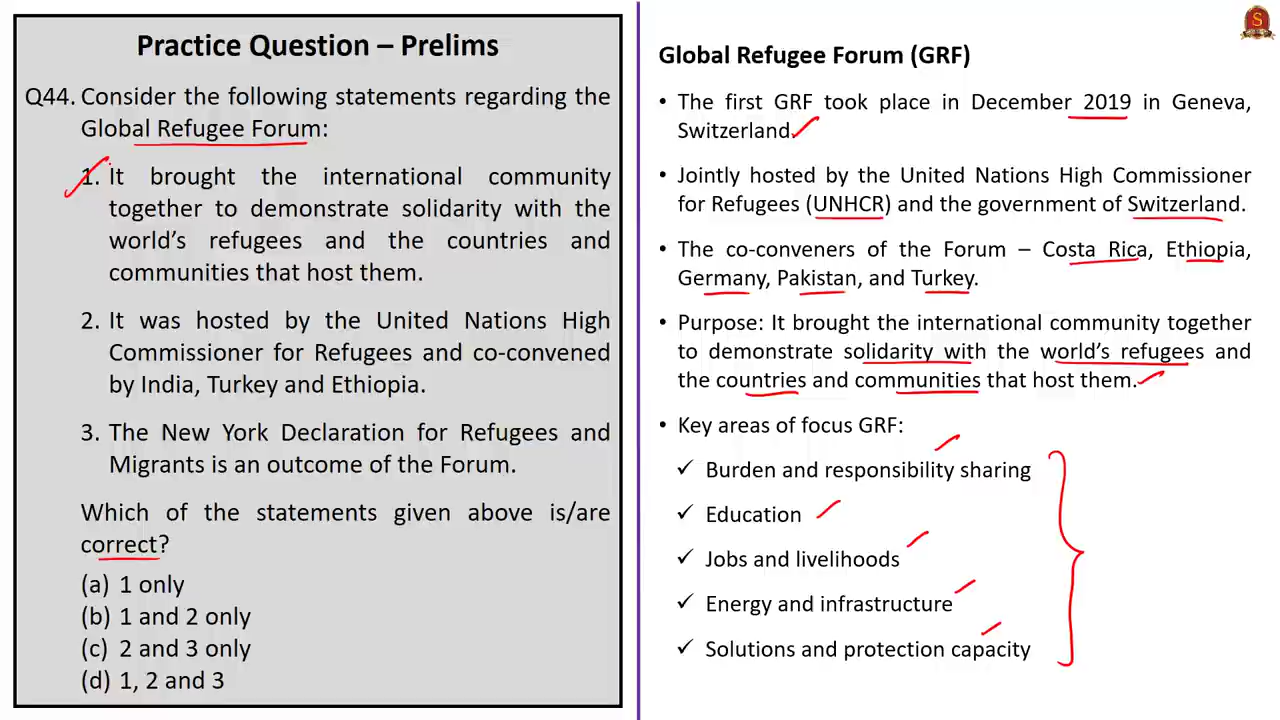 Practice Question – Prelims
Q44. Consider the following statements regarding the
Global Refugee Forum:
1. It brought the international community
together to demonstrate solidarity with the
world's refugees and the countries and
communities that host them.
2. It was hosted by the United Nations High
Commissioner for Refugees and co-convened
by India, Turkey and Ethiopia.
3. The New York Declaration for Refugees and
Migrants is an outcome of the Forum.
Which of the statements given above is/are
correct?
(a) 1 only
(b) 1 and 2 only
(c) 2 and 3 only
(d) 1, 2 and 3
Global Refugee Forum (GRF)
• The first GRF took place in December 2019 in Geneva,
Switzerland.
• Jointly hosted by the United Nations High Commissioner
for Refugees (UNHCR) and the government of Switzerland.
• The co-conveners of the Forum – Costa Rica, Ethiopia,
Germany, Pakistan, and Turkey.
• Purpose: It brought the international community together
to demonstrate solidarity with the world's refugees and
the countries and communities that host them.
• Key areas of focus GRF:
✓ Burden and responsibility sharing
✓ Education
✓ Jobs and livelihoods
✓ Energy and infrastructure
✓ Solutions and protection capacity
S